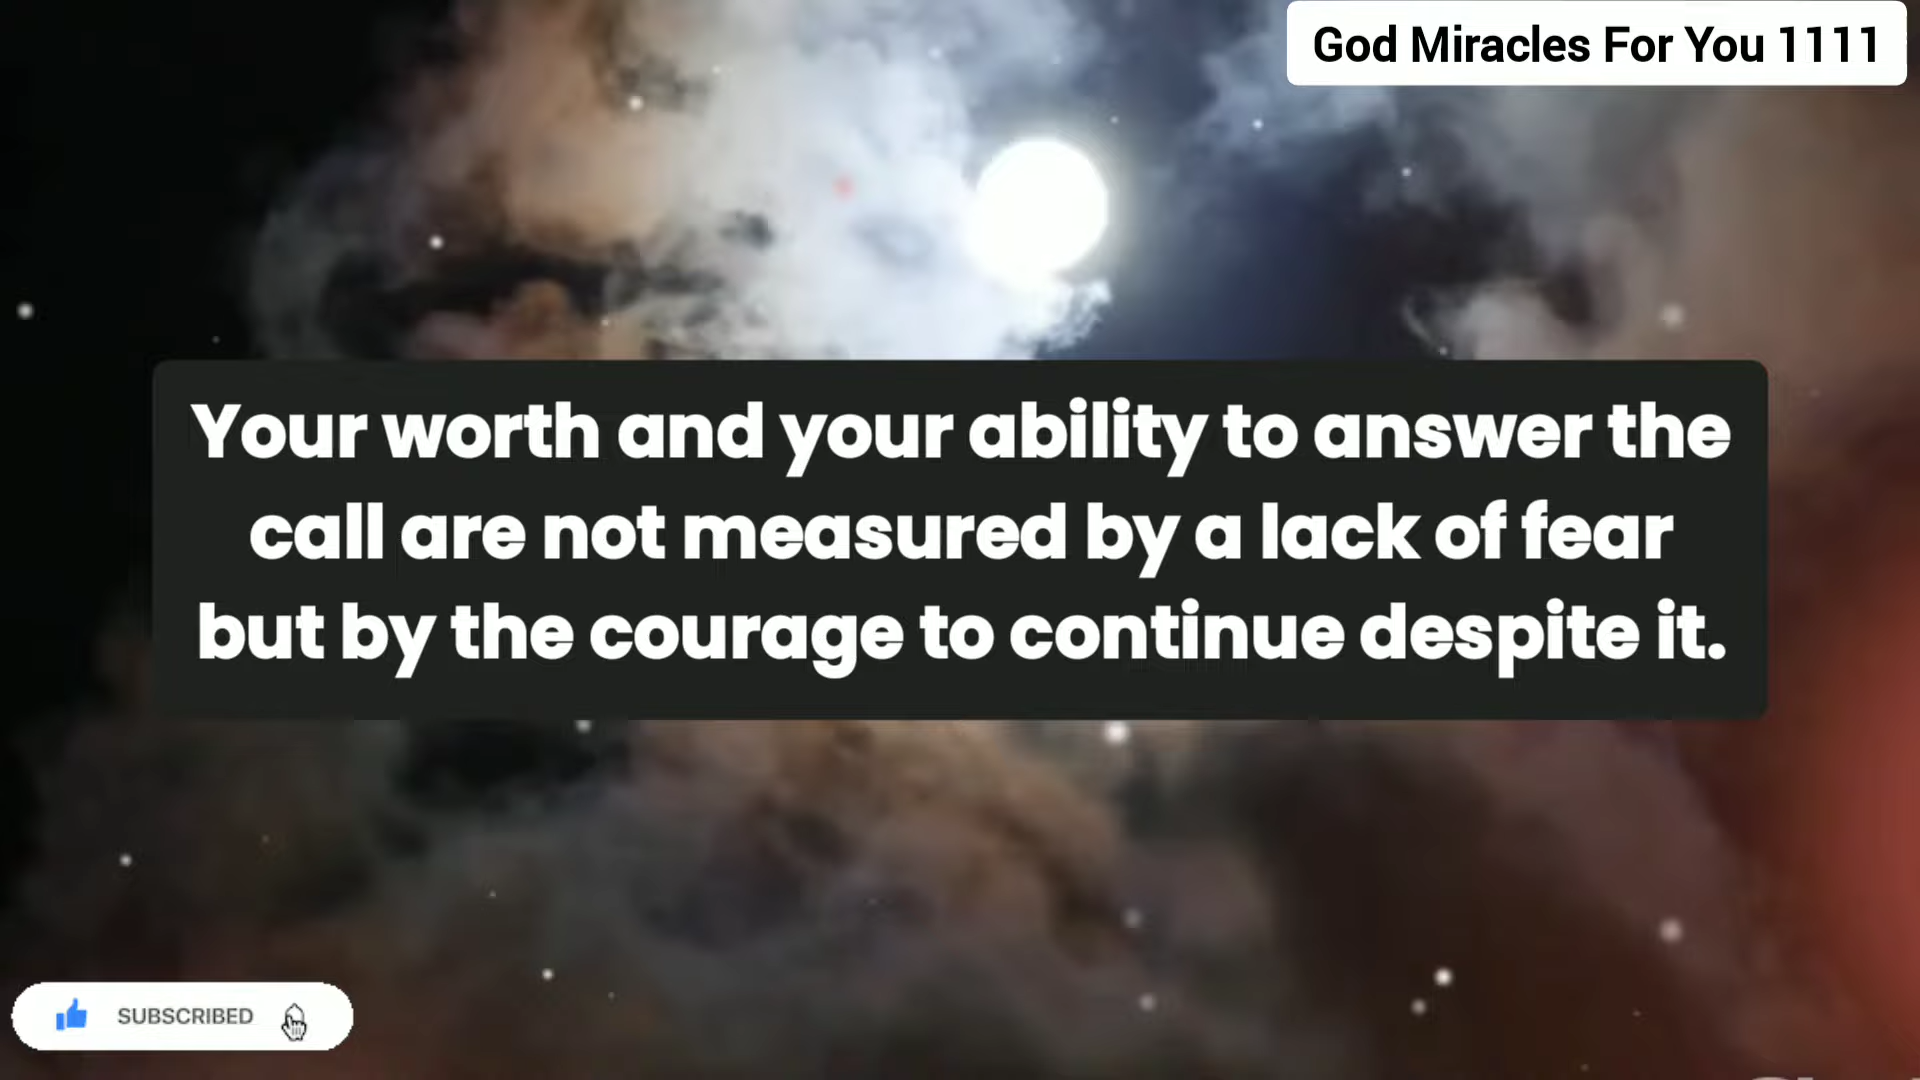 God Miracles For You 1111
Your worth and your ability to answer the
call are not measured by a lack of fear
but by the courage to continue despite it.
SUBSCRIBED